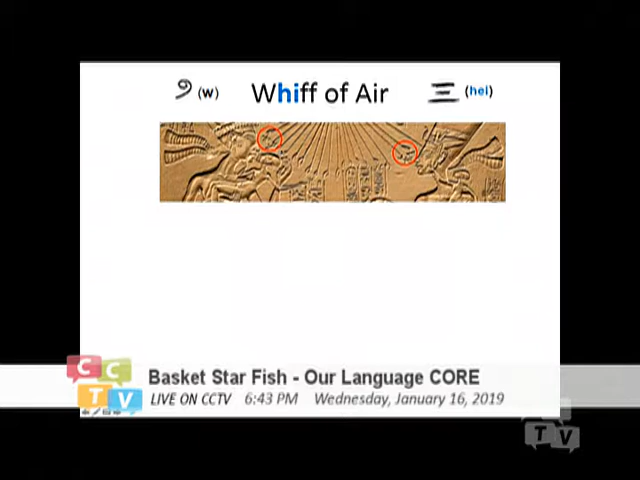 (w) Whiff of Air (hei)
C C
T V
Basket Star Fish - Our Language CORE
LIVE ON CCTV 6:43 PM Wednesday, January 16, 2019
T V